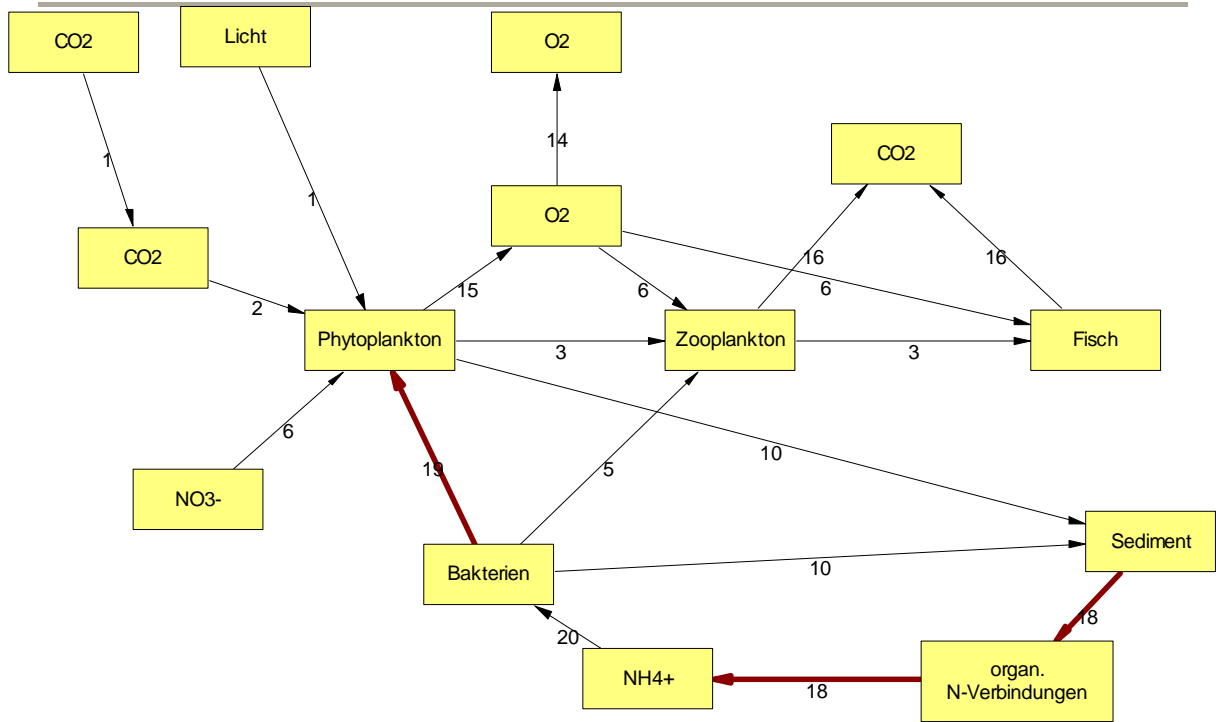 CO2
Licht
O2
1
14
CO2
1
O2
CO2
16
16
15
6
6
2
Phytoplankton
3
Zooplankton
3
Fisch
6
10
19
5
NO3-
Sediment
Bakterien
10
18
20
NH4+
18
organ.
N-Verbindungen